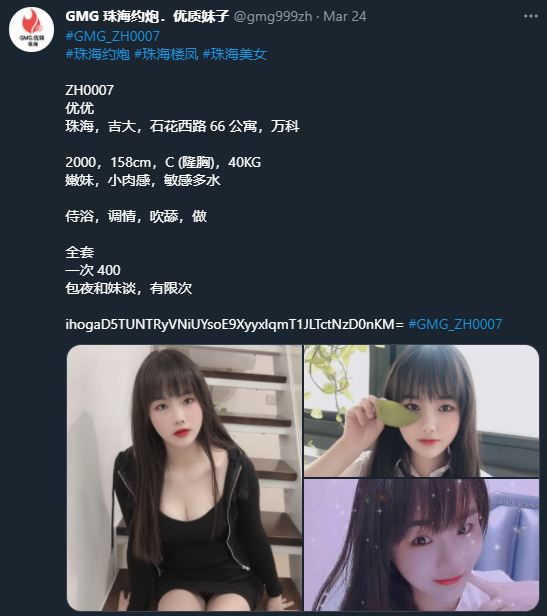 GMG 珠海约炮．优质妹子 @gmg999zh · Mar 24
#GMG_ZH0007
#珠海约炮 #珠海楼凤 #珠海美女
ZH0007
优优
珠海，吉大，石花西路 66 公寓，万科
2000，158cm，C (隆胸)，40KG
嫩妹，小肉感，敏感多水
侍浴，调情，吹舔，做
全套
一次 400
包夜和妹谈，有限次
ihogaD5TUNTRyVNiUYsoE9XyyxlqmT1JLTctNzD0nKM= #GMG_ZH0007
GMG.优妹
珠海